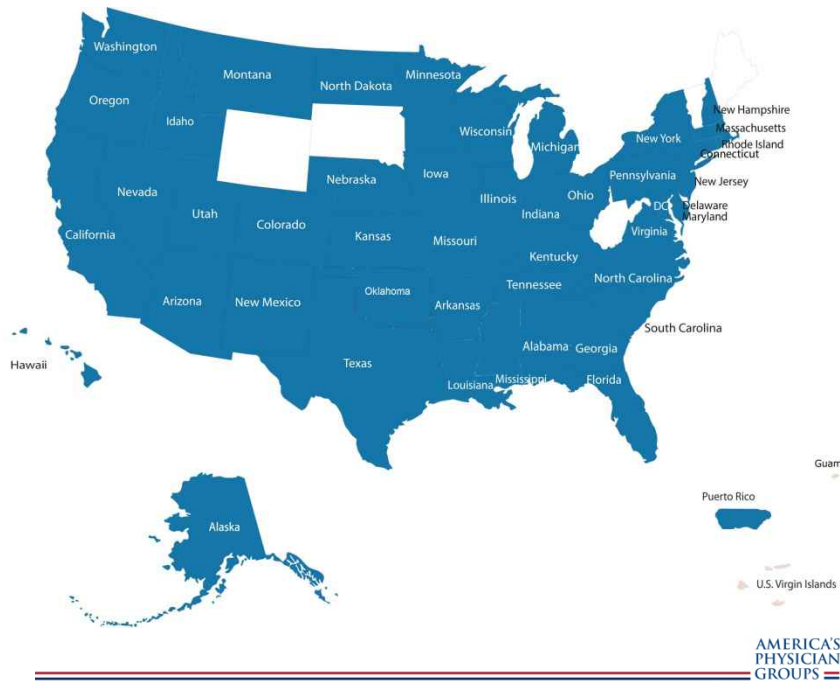 Washington
Montana
North Dakota
Minnesota
Oregon
Idaho
Wisconsin
Michigan
New York
New Hampshire
Massachusetts
Rhode Island
Connecticut
Nevada
Utah
Colorado
Nebraska
Iowa
Illinois
Indiana
Ohio
Pennsylvania
New Jersey
California
Kansas
Missouri
Kentucky
DC
Delaware
Maryland
Virginia
Arizona
New Mexico
Oklahoma
Arkansas
Tennessee
North Carolina
South Carolina
Hawaii
Texas
Louisiana
Mississippi
Alabama
Georgia
Florida
Guam
Puerto Rico
Alaska
U.S. Virgin Islands
AMERICA'S
PHYSICIAN
GROUPS